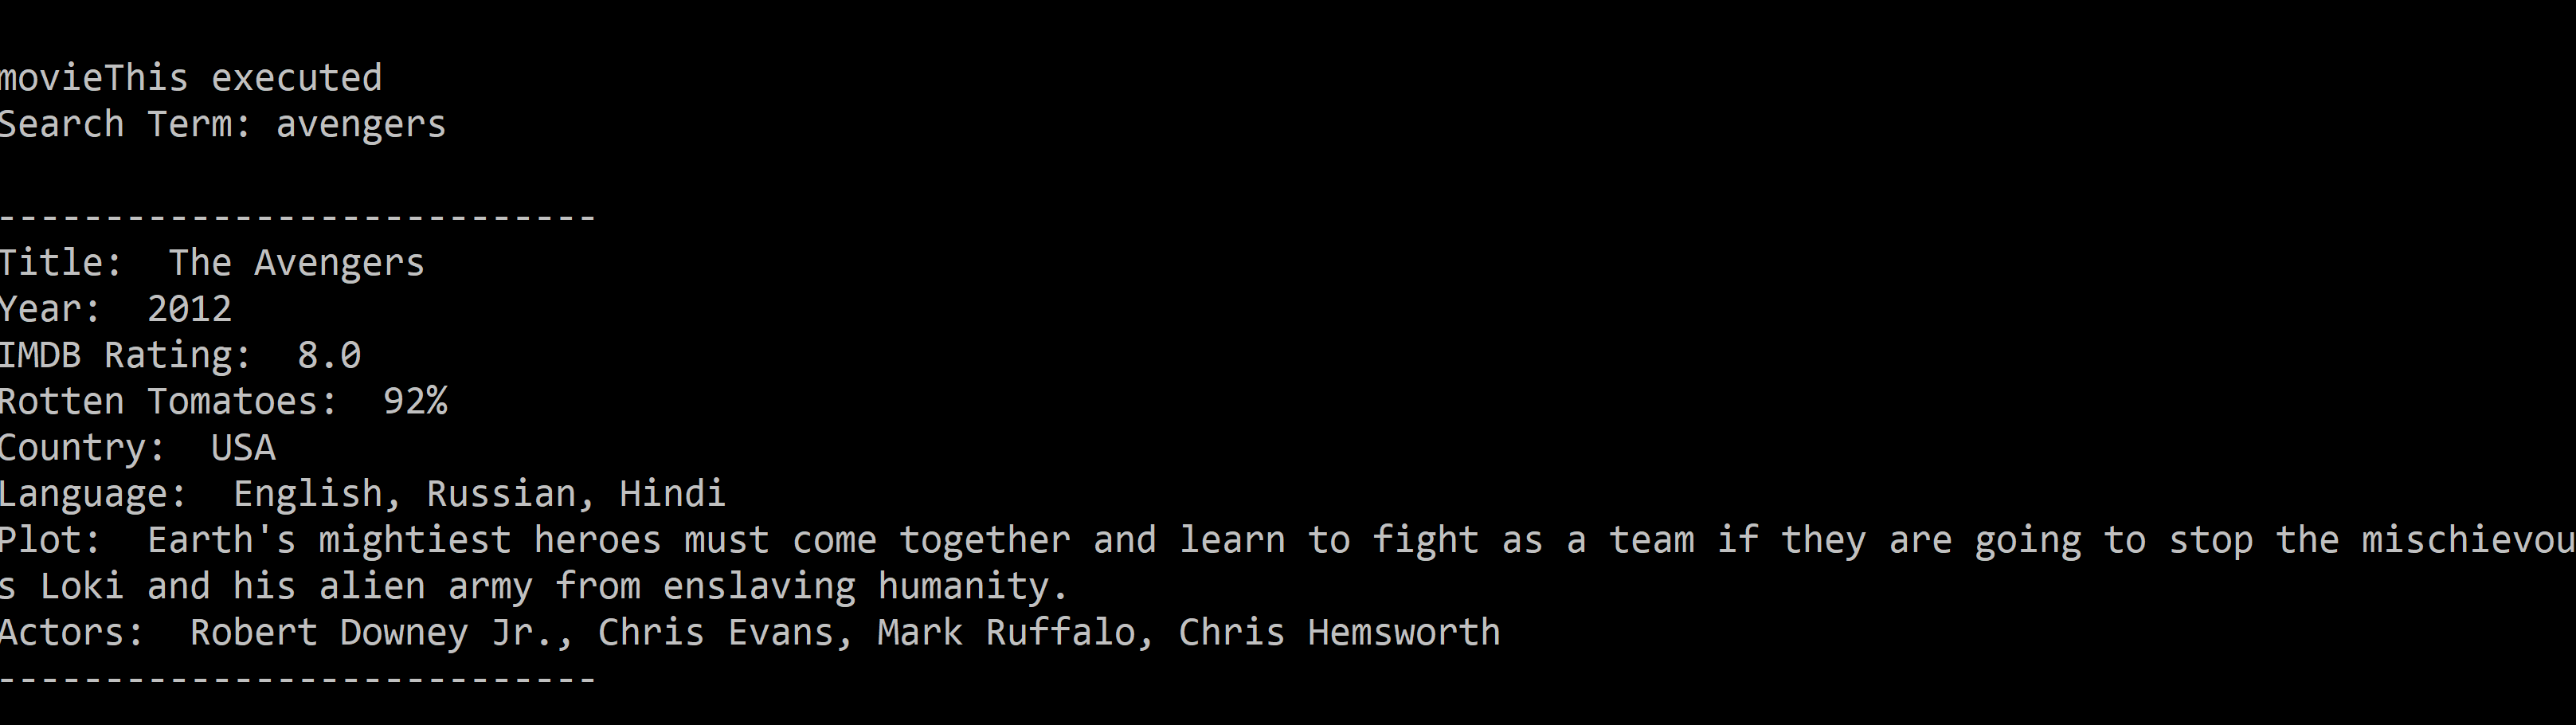 movieThis executed
Search Term: avengers
----------------------------
Title:  The Avengers
Year:  2012
IMDB Rating:  8.0
Rotten Tomatoes:  92%
Country:  USA
Language:  English, Russian, Hindi
Plot:  Earth's mightiest heroes must come together and learn to fight as a team if they are going to stop the mischievou
s Loki and his alien army from enslaving humanity.
Actors:  Robert Downey Jr., Chris Evans, Mark Ruffalo, Chris Hemsworth
----------------------------